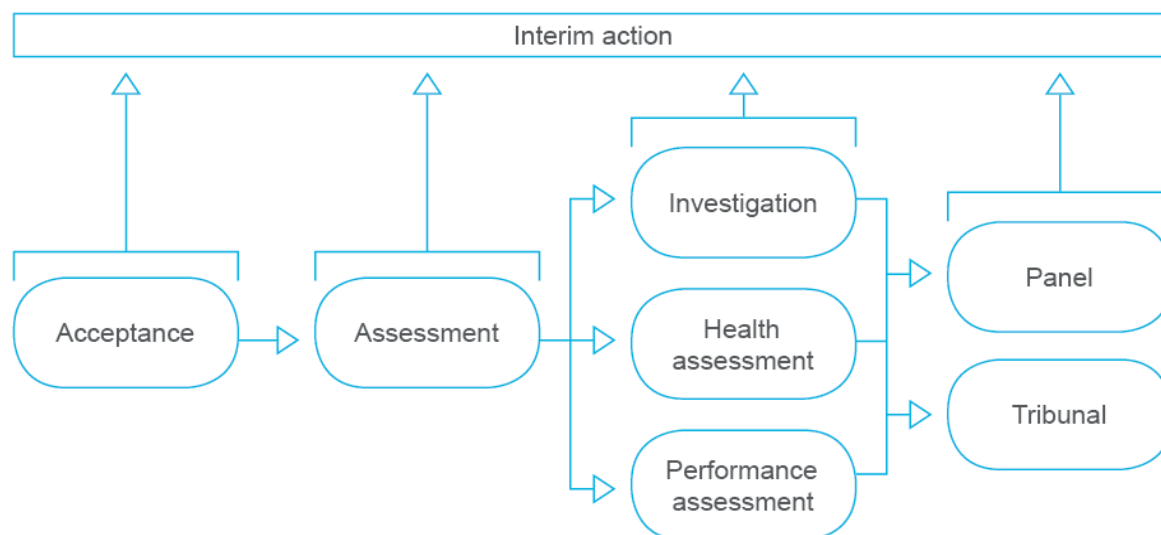 Interim action
Acceptance
Assessment
Investigation
Health
assessment
Performance
assessment
Panel
Tribunal